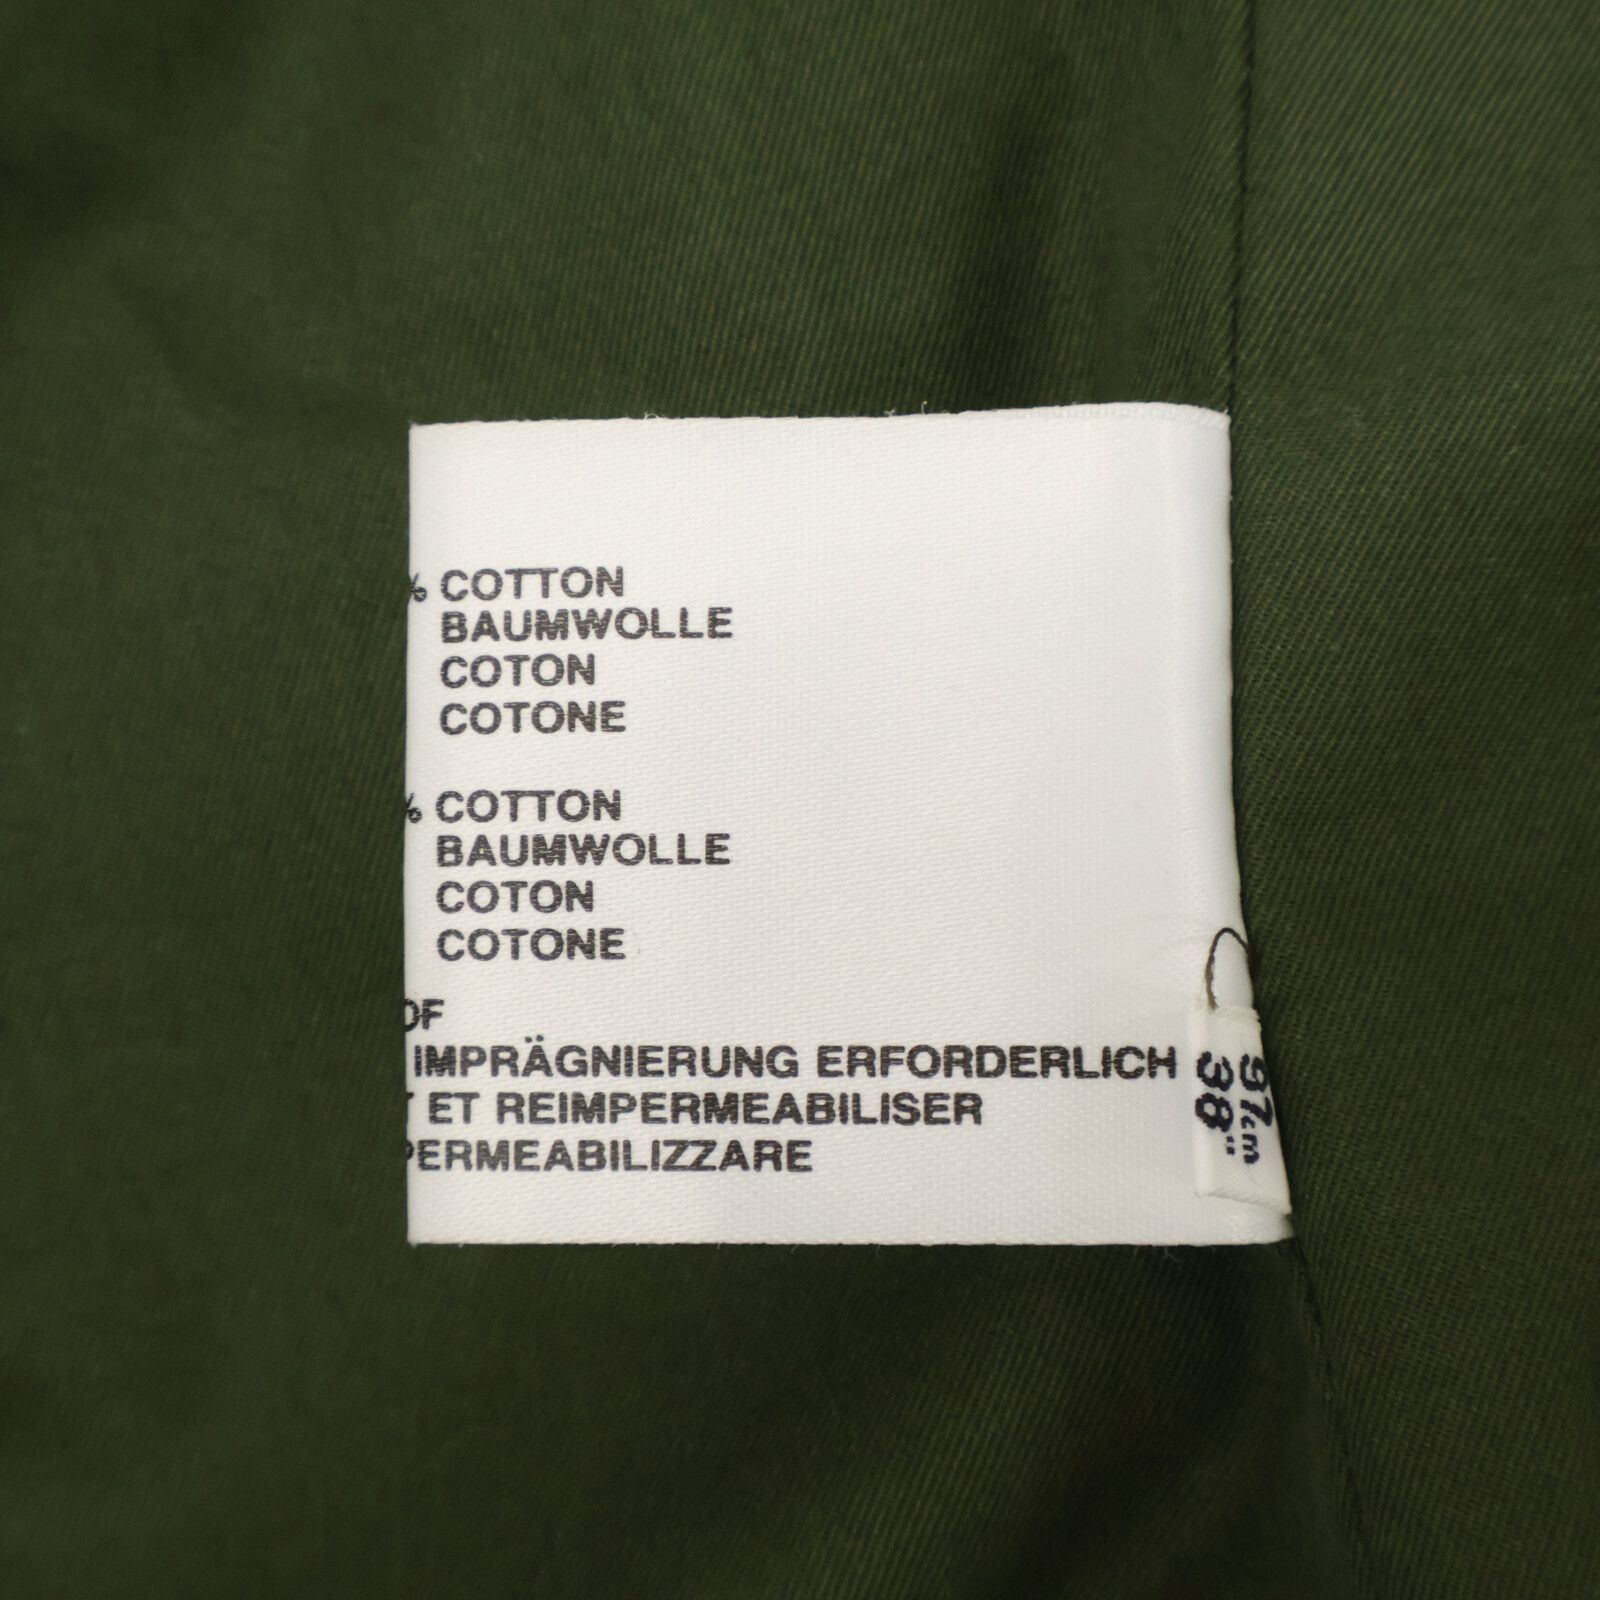 % COTTON
BAUMWOLLE
COTON
COTONE
% COTTON
BAUMWOLLE
COTON
COTONE
OF
IMPRÄGNIERUNG ERFORDERLICH
ET REIMPERMEABILISER
PERMEABILIZZARE
97cm
38"